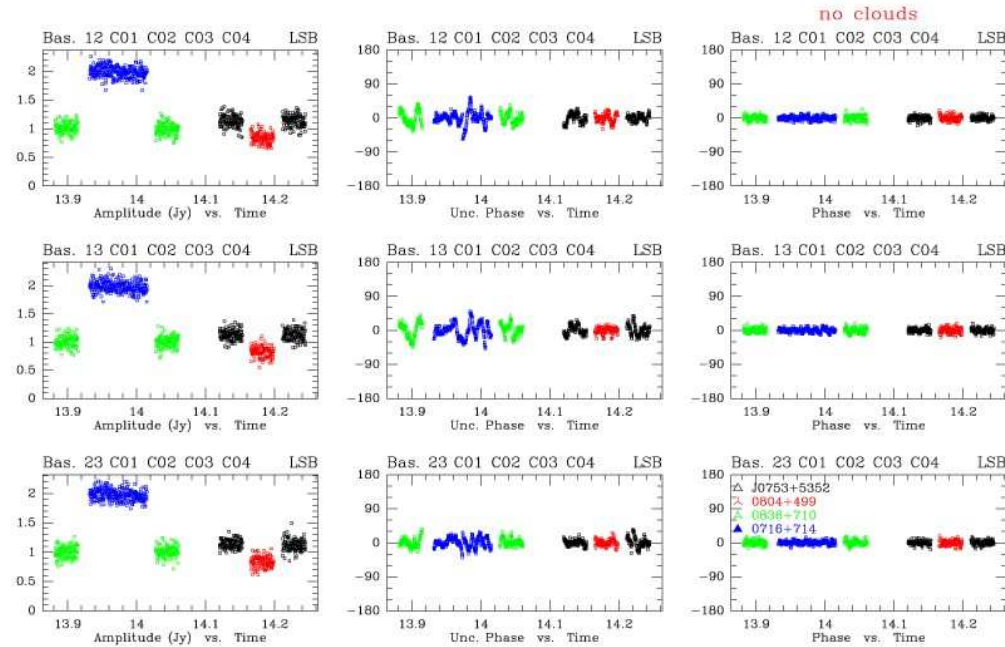 no clouds
Bas. 12 C01 C02 C03 C04 LSB
Bas. 12 C01 C02 C03 C04 LSB
Bas. 12 C01 C02 C03 C04 LSB
2
1.5
1
0.5
0
180
90
0
-90
-180
180
90
0
-90
-180
13.9 14 14.1 14.2
13.9 14 14.1 14.2
13.9 14 14.1 14.2
Amplitude (Jy) vs. Time
Unc. Phase vs. Time
Phase vs. Time
Bas. 13 C01 C02 C03 C04 LSB
Bas. 13 C01 C02 C03 C04 LSB
Bas. 13 C01 C02 C03 C04 LSB
2
1.5
1
0.5
0
180
90
0
-90
-180
180
90
0
-90
-180
13.9 14 14.1 14.2
13.9 14 14.1 14.2
13.9 14 14.1 14.2
Amplitude (Jy) vs. Time
Unc. Phase vs. Time
Phase vs. Time
Bas. 23 C01 C02 C03 C04 LSB
Bas. 23 C01 C02 C03 C04 LSB
Bas. 23 C01 C02 C03 C04 LSB
2
1.5
1
0.5
0
180
90
0
-90
-180
180
90
0
-90
-180
J0753+5352
0804+499
0836+710
0716+714
13.9 14 14.1 14.2
13.9 14 14.1 14.2
13.9 14 14.1 14.2
Amplitude (Jy) vs. Time
Unc. Phase vs. Time
Phase vs. Time